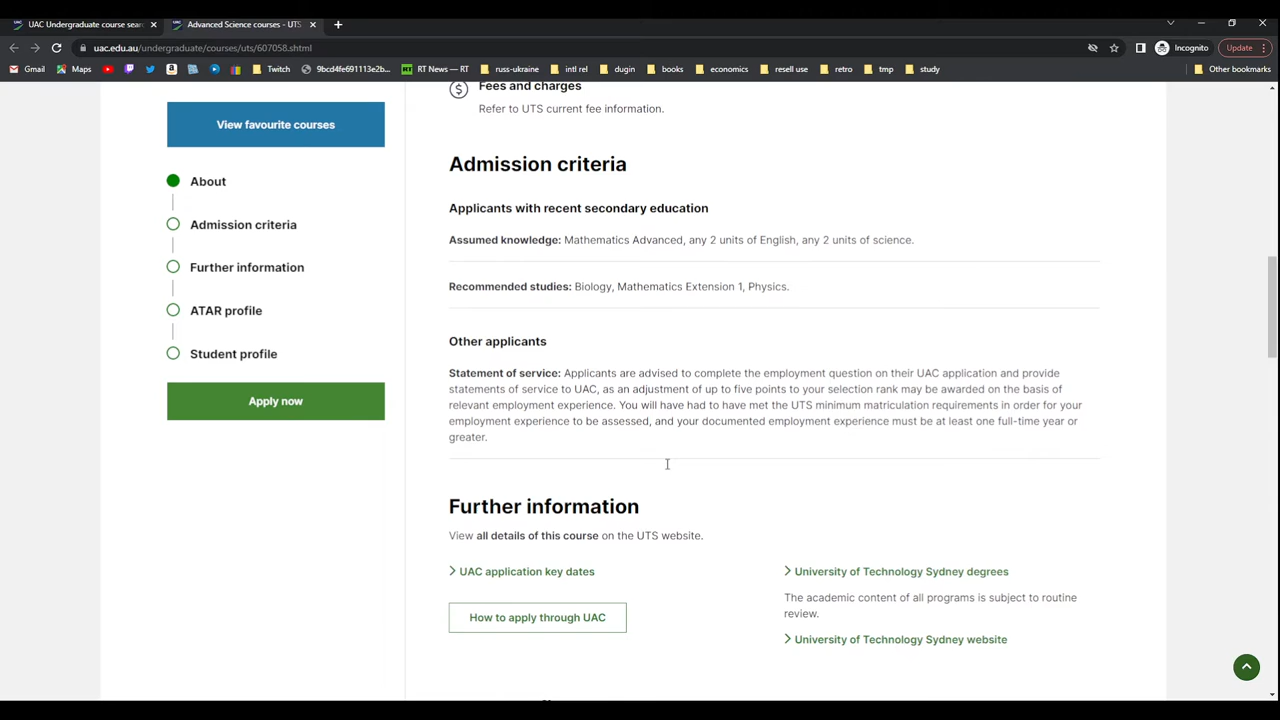 UAC Undergraduate course sear
Advanced Science courses - UTS
uac.edu.au/undergraduate/courses/uts/607058.shtml
Incognito
Update
Gmail
Maps
Twitch
9bcd4fe691113e2b...
RT News — RT
russ-ukraine
intl rel
dugin
books
economics
resell use
retro
tmp
study
Other bookmarks
View favourite courses
About
Admission criteria
Further information
ATAR profile
Student profile
Apply now
Fees and charges
Refer to UTS current fee information.
Admission criteria
Applicants with recent secondary education
Assumed knowledge: Mathematics Advanced, any 2 units of English, any 2 units of science.
Recommended studies: Biology, Mathematics Extension 1, Physics.
Other applicants
Statement of service: Applicants are advised to complete the employment question on their UAC application and provide
statements of service to UAC, as an adjustment of up to five points to your selection rank may be awarded on the basis of
relevant employment experience. You will have had to have met the UTS minimum matriculation requirements in order for your
employment experience to be assessed, and your documented employment experience must be at least one full-time year or
greater.
Further information
View all details of this course on the UTS website.
UAC application key dates
How to apply through UAC
University of Technology Sydney degrees
The academic content of all programs is subject to routine
review.
University of Technology Sydney website